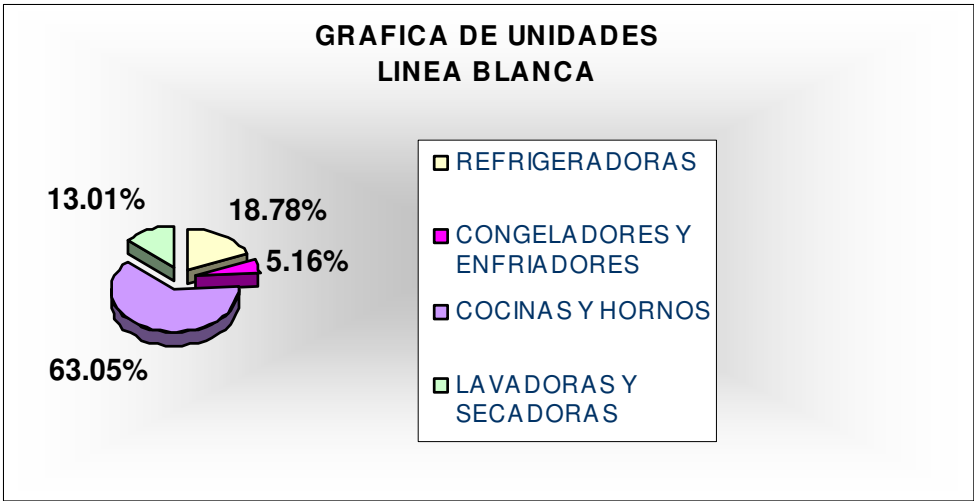 GRAFICA DE UNIDADES
LINEA BLANCA
13.01%
18.78%
5.16%
63.05%
REFRIGERADORAS
CONGELADORES Y
ENFRIADORES
COCINAS Y HORNOS
LAVADORAS Y
SECADORAS